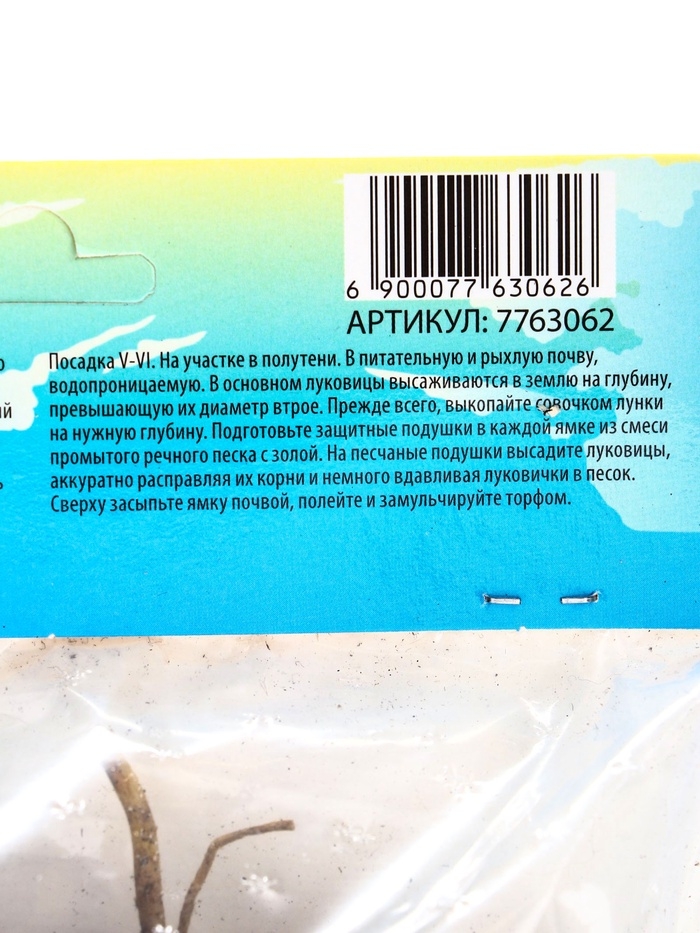 6 900077 630626
АРТИКУЛ: 7763062
Посадка V-VI. На участке в полутени. В питательную и рыхлую почву,
водопроницаемую. В основном луковицы высаживаются в землю на глубину,
превышающую их диаметр втрое. Прежде всего, выкопайте совочком лунки
ий
на нужную глубину. Подготовьте защитные подушки в каждой ямке из смеси
промытого речного песка с золой. На песчаные подушки высадите луковицы,
аккуратно расправляя их корни и немного вдавливая луковички в песок.
Сверху засыпьте ямку почвой, полейте и замульчируйте торфом.